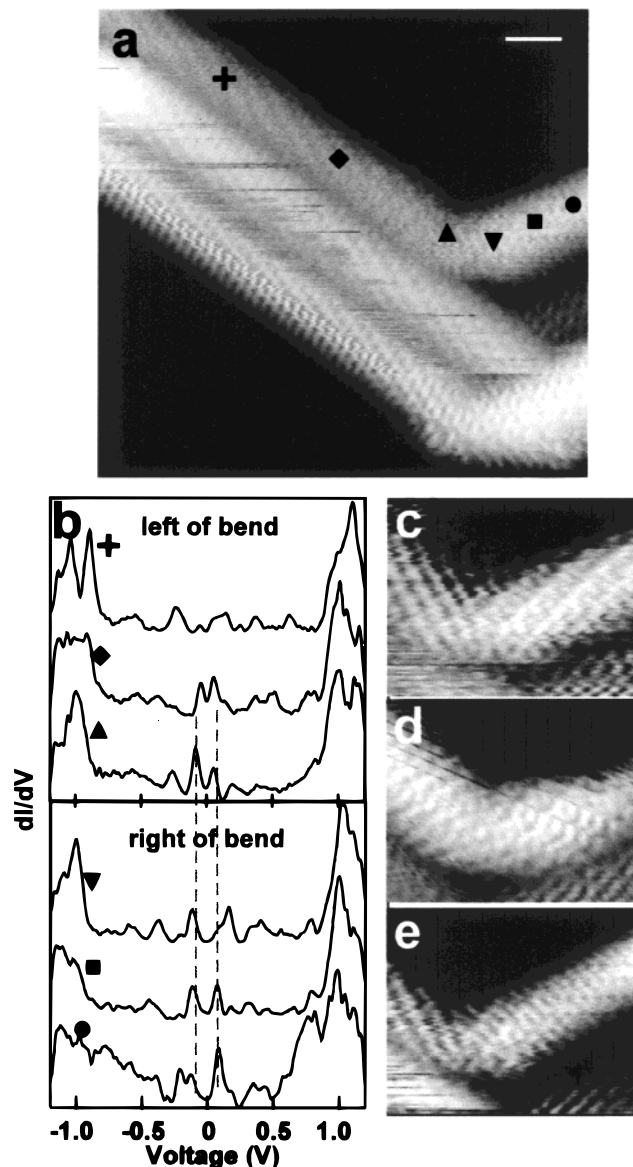 a
b
left of bend
right of bend
dI/dV
-1.0 -0.5 0 0.5 1.0
Voltage (V)
c
d
e